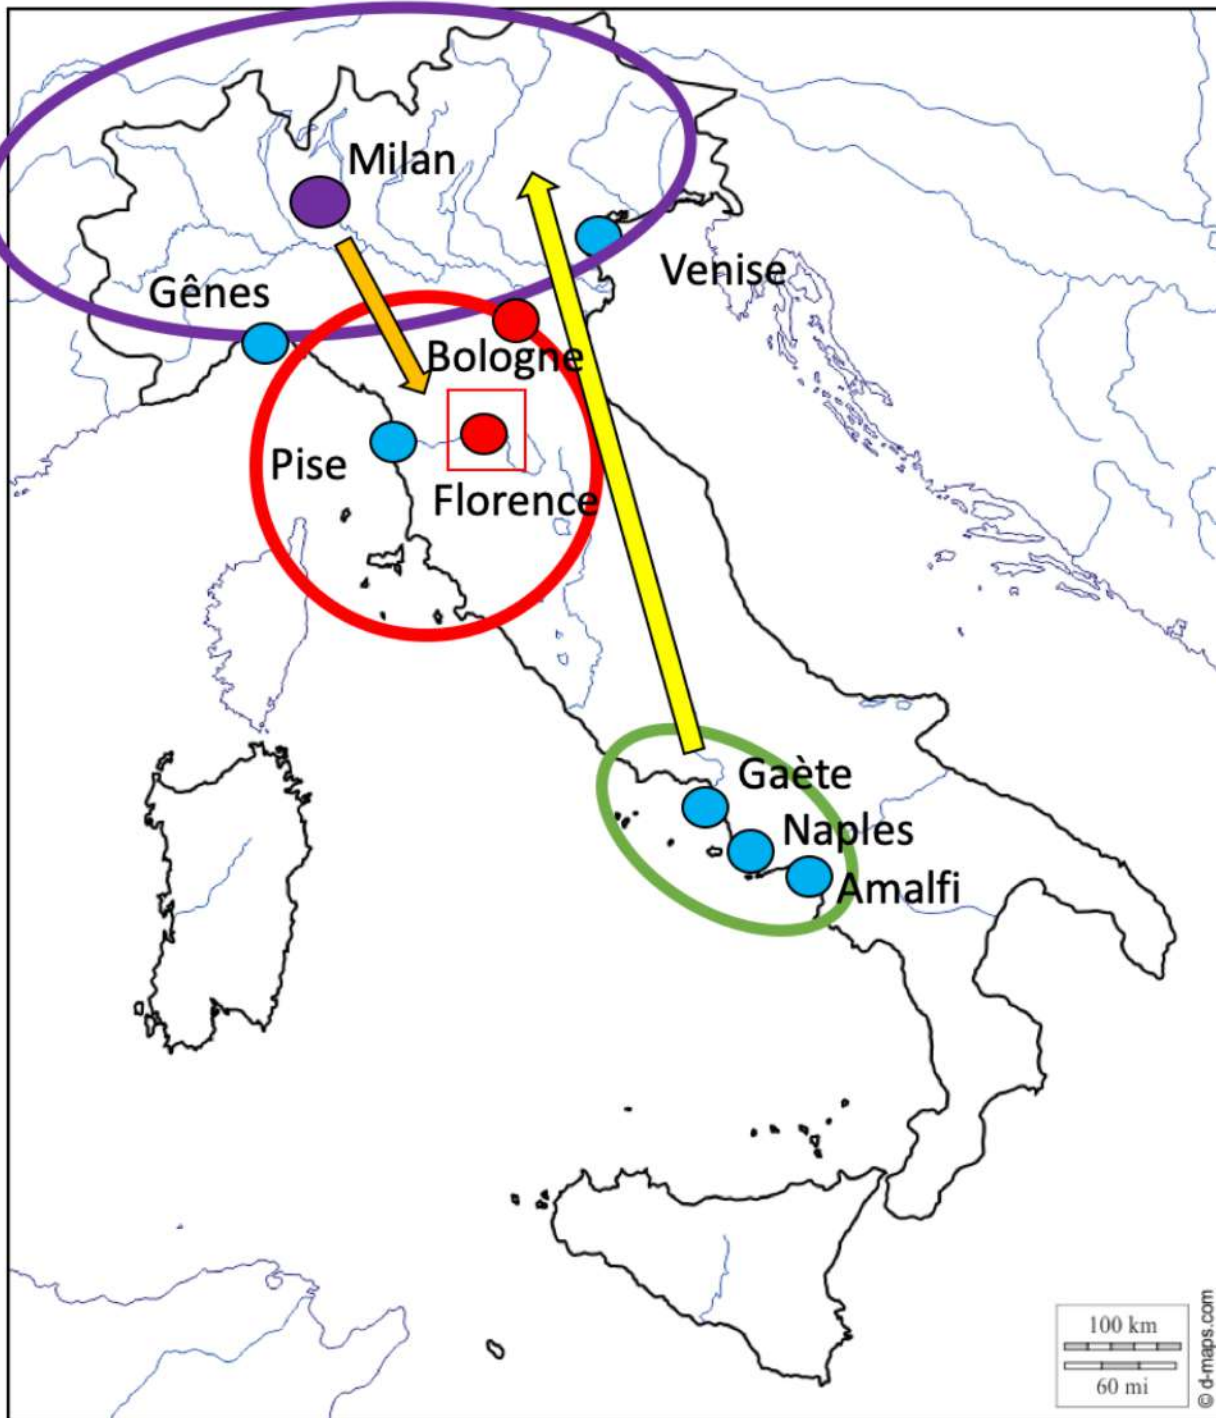 Milan
Gênes
Venise
Bologne
Pise
Florence
Gaète
Naples
Amalfi
100 km
60 mi
© d-maps.com